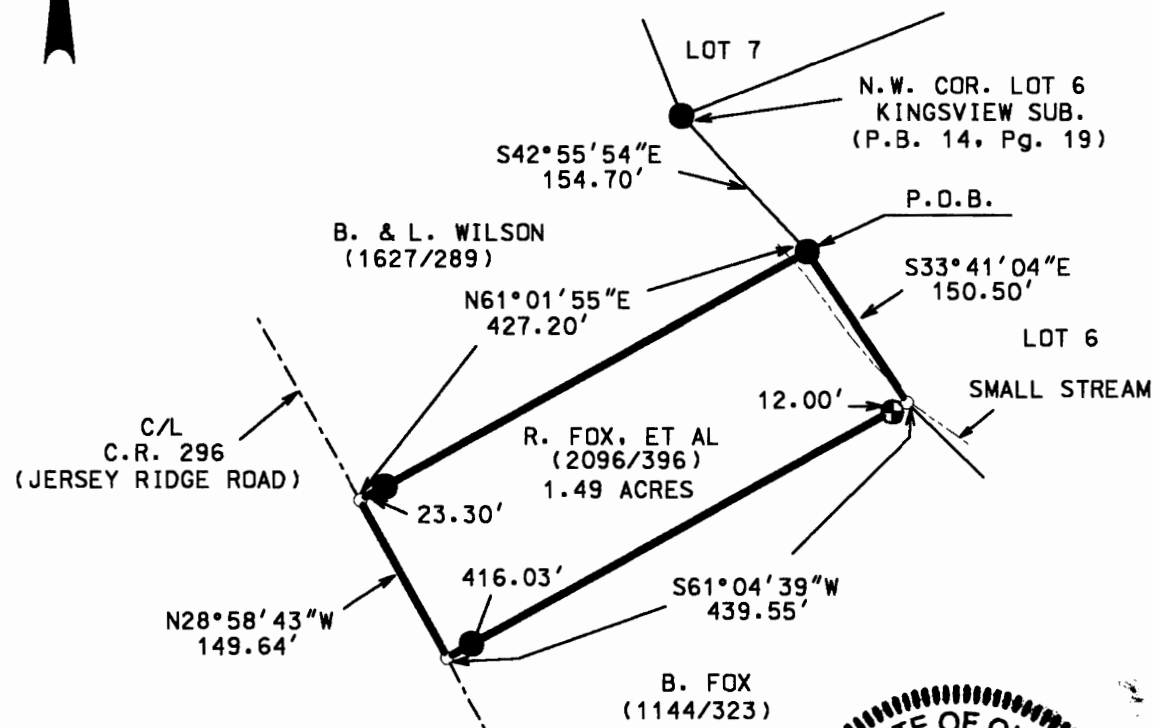 LOT 7
N.W. COR. LOT 6
KINGSVIEW SUB.
(P.B. 14, Pg. 19)
S42°55'54"E
154.70'
P.O.B.
B. & L. WILSON
(1627/289)
S33°41'04"E
150.50'
N61°01'55"E
427.20'
LOT 6
SMALL STREAM
12.00'
C/L
C.R. 296
(JERSEY RIDGE ROAD)
R. FOX, ET AL
(2096/396)
1.49 ACRES
23.30'
416.03'
S61°04'39"W
439.55'
N28°58'43"W
149.64'
B. FOX
(1144/323)
OF